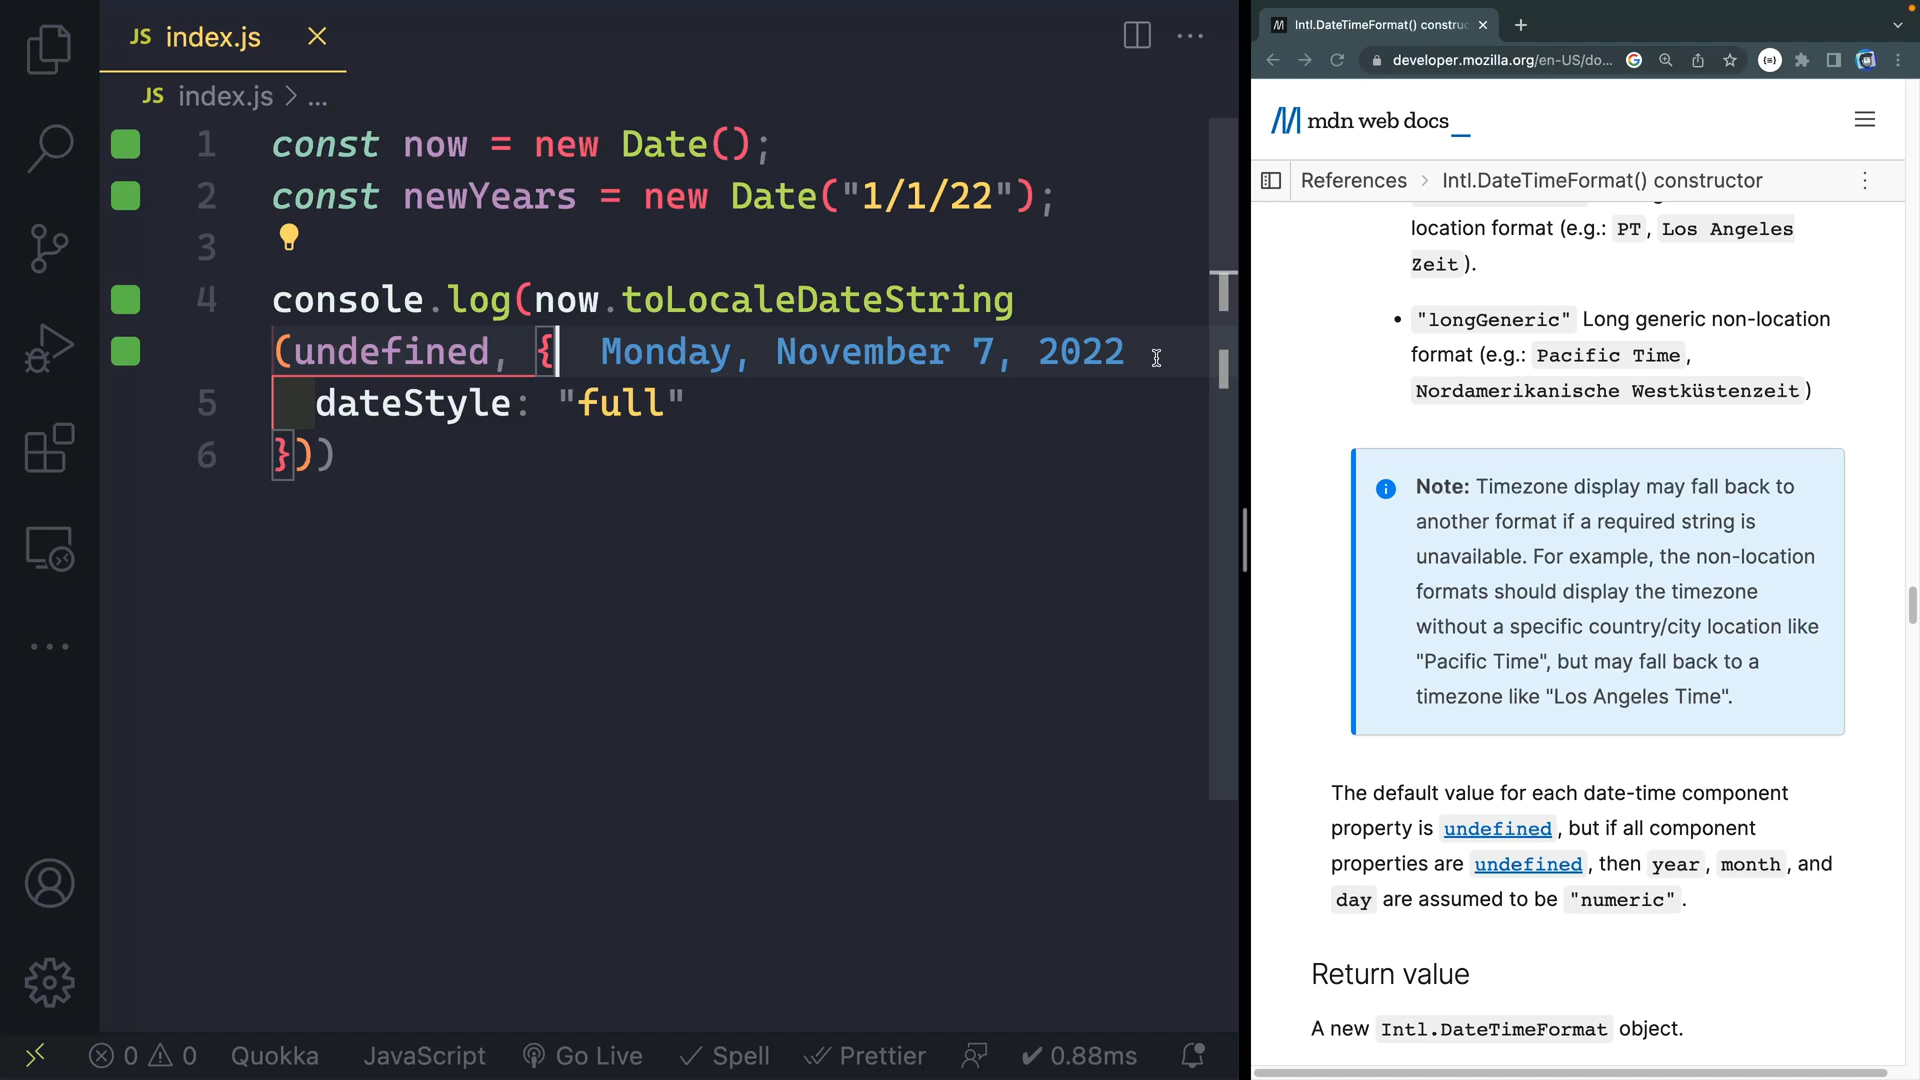 JS index.js
JS index.js > ...
1 const now = new Date();
2 const newYears = new Date("1/1/22");
3
4 console.log(now.toLocaleDateString
(undefined, { Monday, November 7, 2022
5 dateStyle: "full"
6 }))
0 0 Quokka JavaScript Go Live Spell Prettier 0.88ms
Intl.DateTimeFormat() constru
developer.mozilla.org/en-US/do...
mdn web docs_
References > Intl.DateTimeFormat() constructor
location format (e.g.: PT, Los Angeles
Zeit).
• "longGeneric" Long generic non-location
format (e.g.: Pacific Time,
Nordamerikanische Westküstenzeit)
Note: Timezone display may fall back to
another format if a required string is
unavailable. For example, the non-location
formats should display the timezone
without a specific country/city location like
"Pacific Time", but may fall back to a
timezone like "Los Angeles Time".
The default value for each date-time component
property is undefined, but if all component
properties are undefined, then year, month, and
day are assumed to be "numeric".
Return value
A new Intl.DateTimeFormat object.